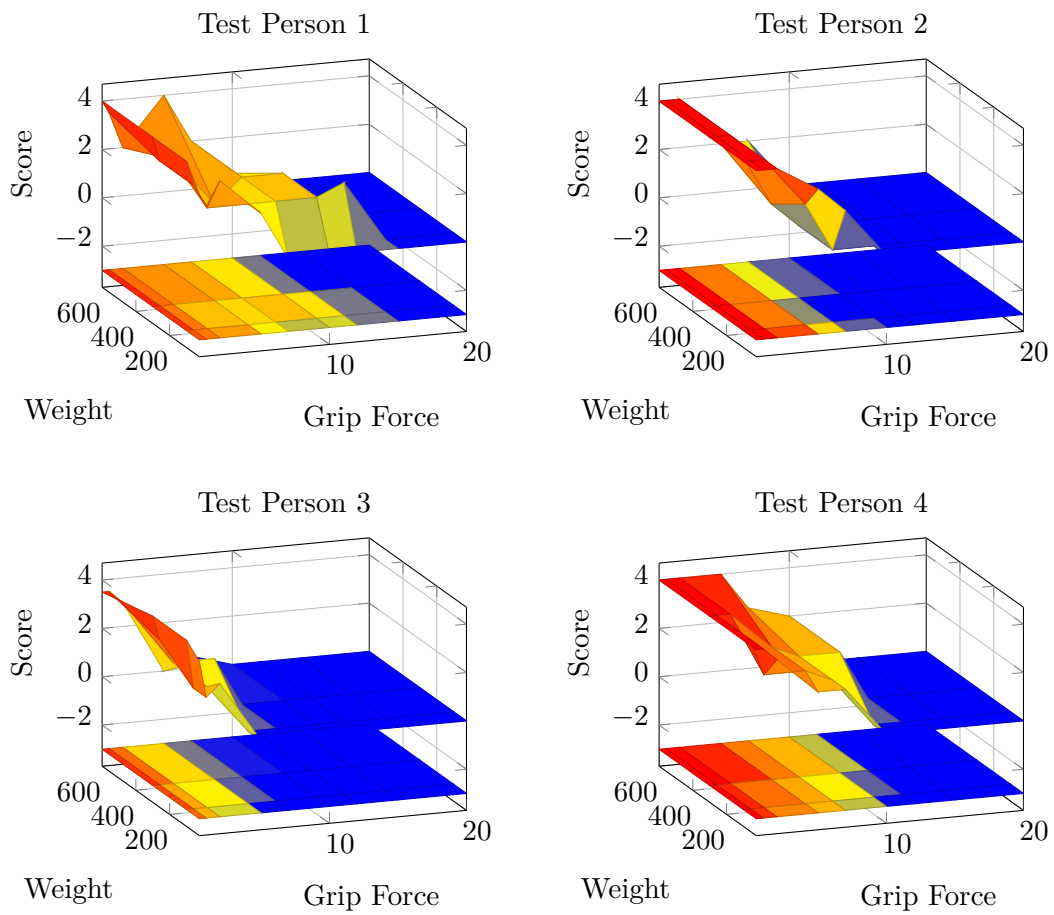 Test Person 1
4
2
0
−2
Score
600
400
200
10
20
Weight
Grip Force
Test Person 2
4
2
0
−2
Score
600
400
200
10
20
Weight
Grip Force
Test Person 3
4
2
0
−2
Score
600
400
200
10
20
Weight
Grip Force
Test Person 4
4
2
0
−2
Score
600
400
200
10
20
Weight
Grip Force